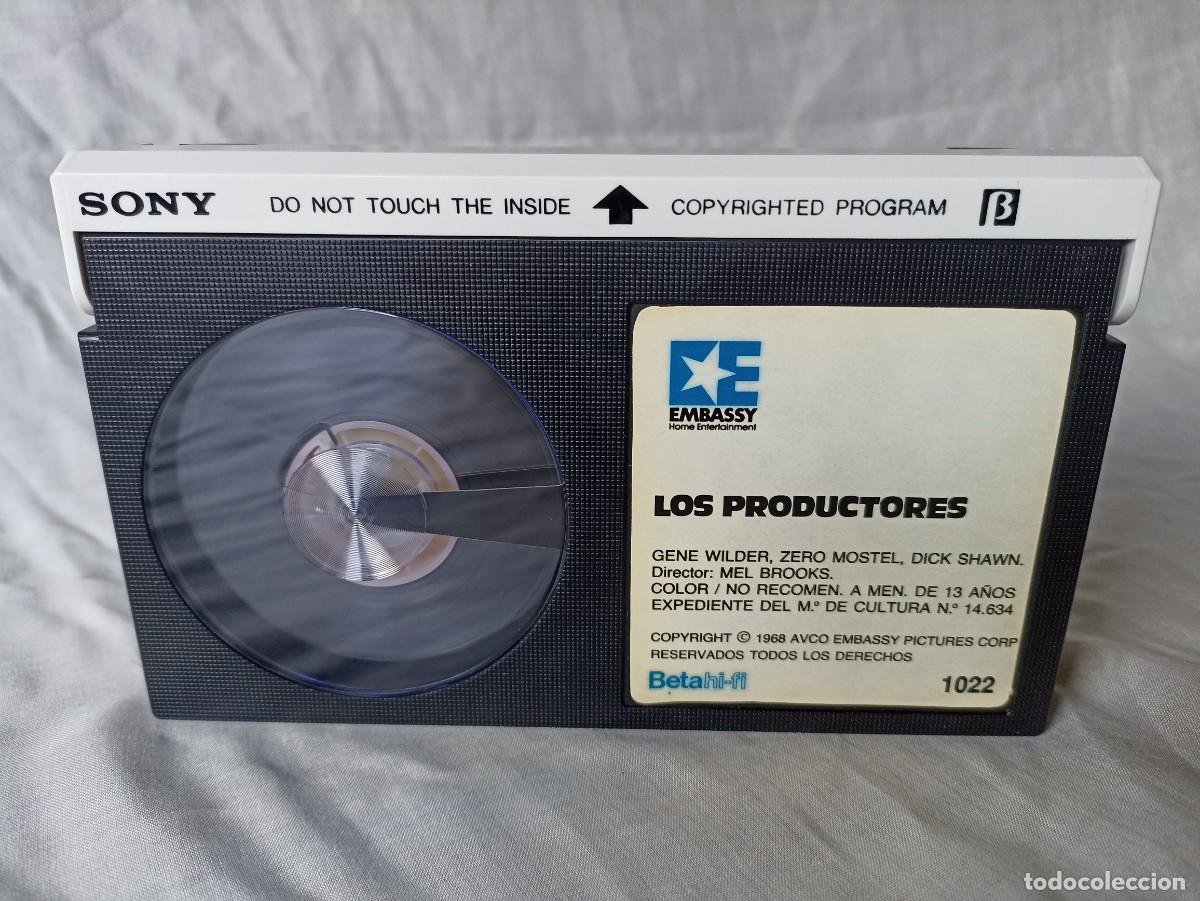 SONY DO NOT TOUCH THE INSIDE COPYRIGHTED PROGRAM β
E
EMBASSY
Home Entertainment
LOS PRODUCTORES
GENE WILDER, ZERO MOSTEL, DICK SHAWN.
Director: MEL BROOKS.
COLOR / NO RECOMEN. A MEN. DE 13 AÑOS
EXPEDIENTE DEL M.º DE CULTURA N.º 14.634
COPYRIGHT © 1968 AVCO EMBASSY PICTURES CORP
RESERVADOS TODOS LOS DERECHOS
Betahi-fi 1022
todocoleccion